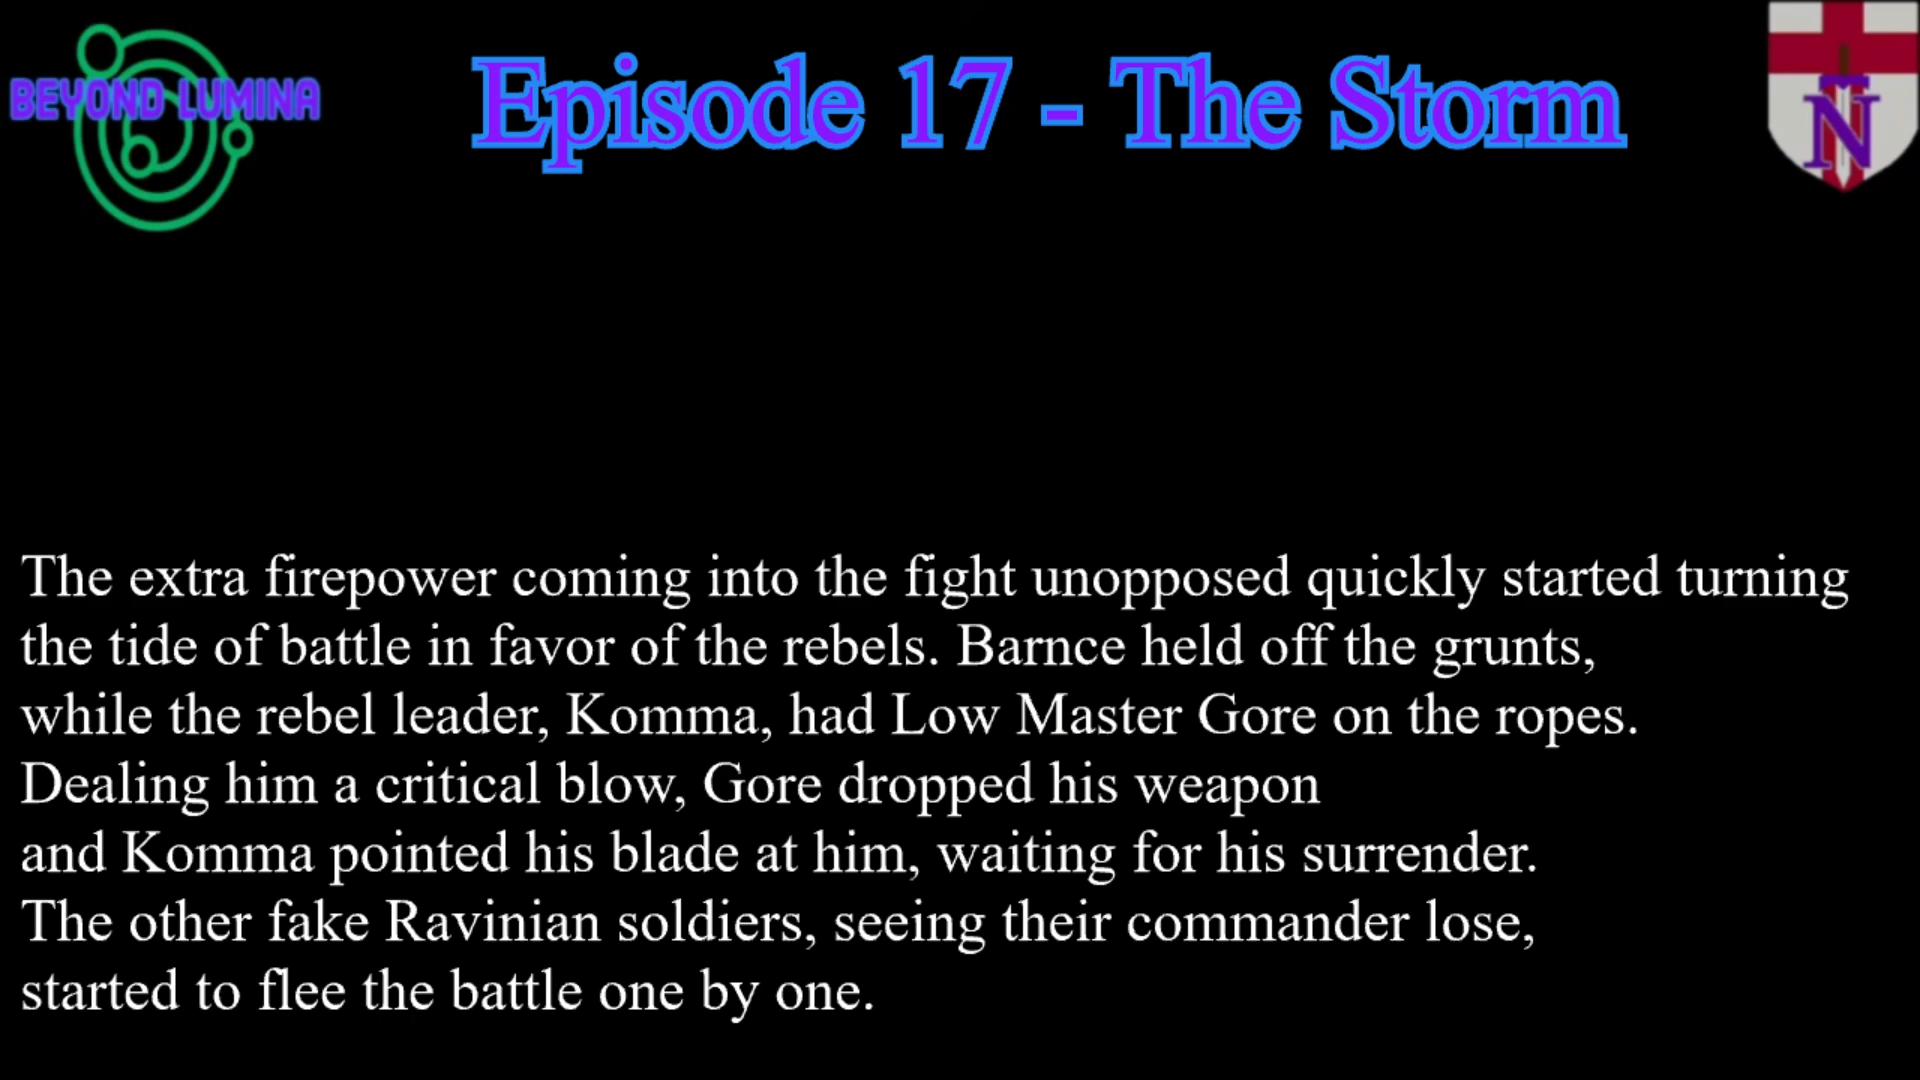 BEYOND LUMINA
Episode 17 - The Storm
N
The extra firepower coming into the fight unopposed quickly started turning
the tide of battle in favor of the rebels. Barnce held off the grunts,
while the rebel leader, Komma, had Low Master Gore on the ropes.
Dealing him a critical blow, Gore dropped his weapon
and Komma pointed his blade at him, waiting for his surrender.
The other fake Ravinian soldiers, seeing their commander lose,
started to flee the battle one by one.